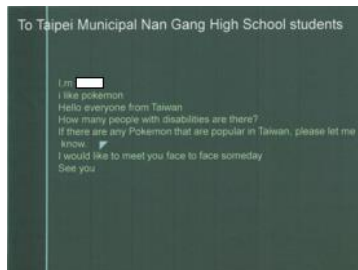 To Taipei Municipal Nan Gang High School students
I,m
i like pokemon
Hello everyone from Taiwan
How many people with disabilities are there?
If there are any Pokemon that are popular in Taiwan, please let me
know.
I would like to meet you face to face someday
See you